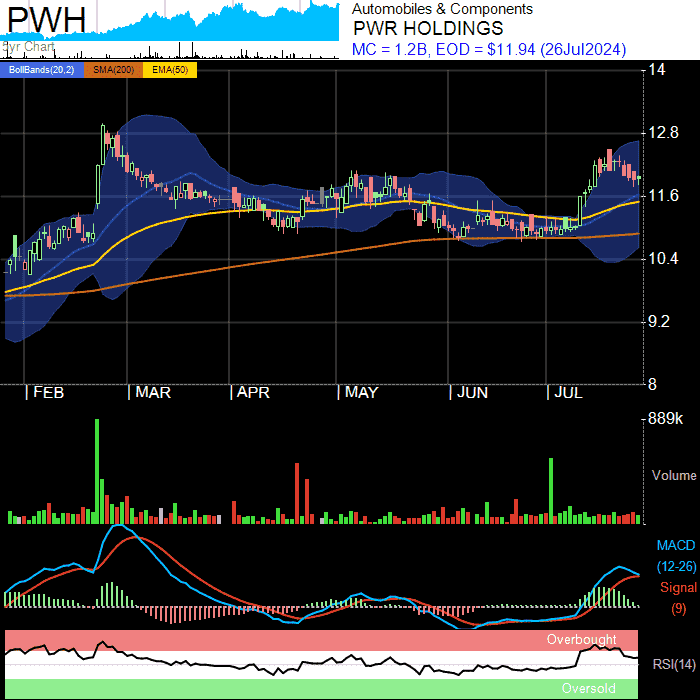 PWH
5yr Chart
Automobiles & Components
PWR HOLDINGS
MC = 1.2B, EOD = $11.94 (26Jul2024)
BollBands(20,2) SMA(200) EMA(50)
14
12.8
11.6
10.4
9.2
8
FEB MAR APR MAY JUN JUL
889k
Volume
MACD
(12-26)
Signal
(9)
Overbought
RSI(14)
Oversold